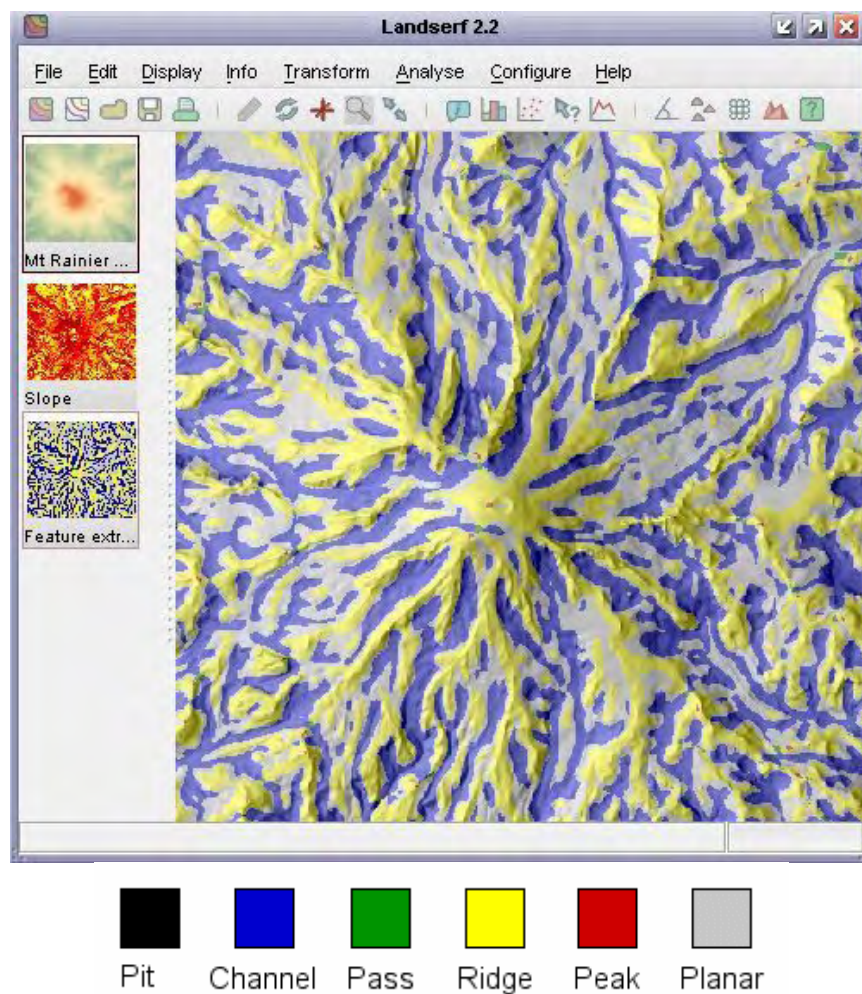 Landserf 2.2
File Edit Display Info Transform Analyse Configure Help
Mt Rainier ...
Slope
Feature extr...
Pit Channel Pass Ridge Peak Planar